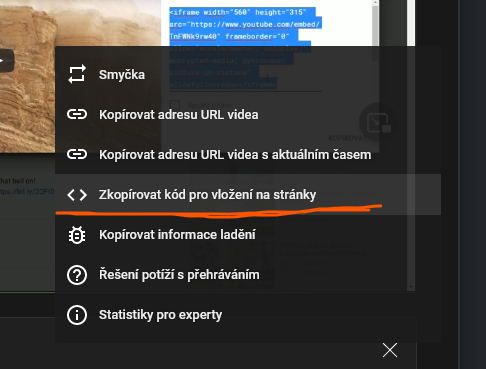 <iframe width="560" height="315"
src="https://www.youtube.com/embed/
frameborder="0"
Smyčka
Kopírovat adresu URL videa
Kopírovat adresu URL videa s aktuálním časem
Zkopírovat kód pro vložení na stránky
Kopírovat informace ladění
Řešení potíží s přehráváním
Statistiky pro experty